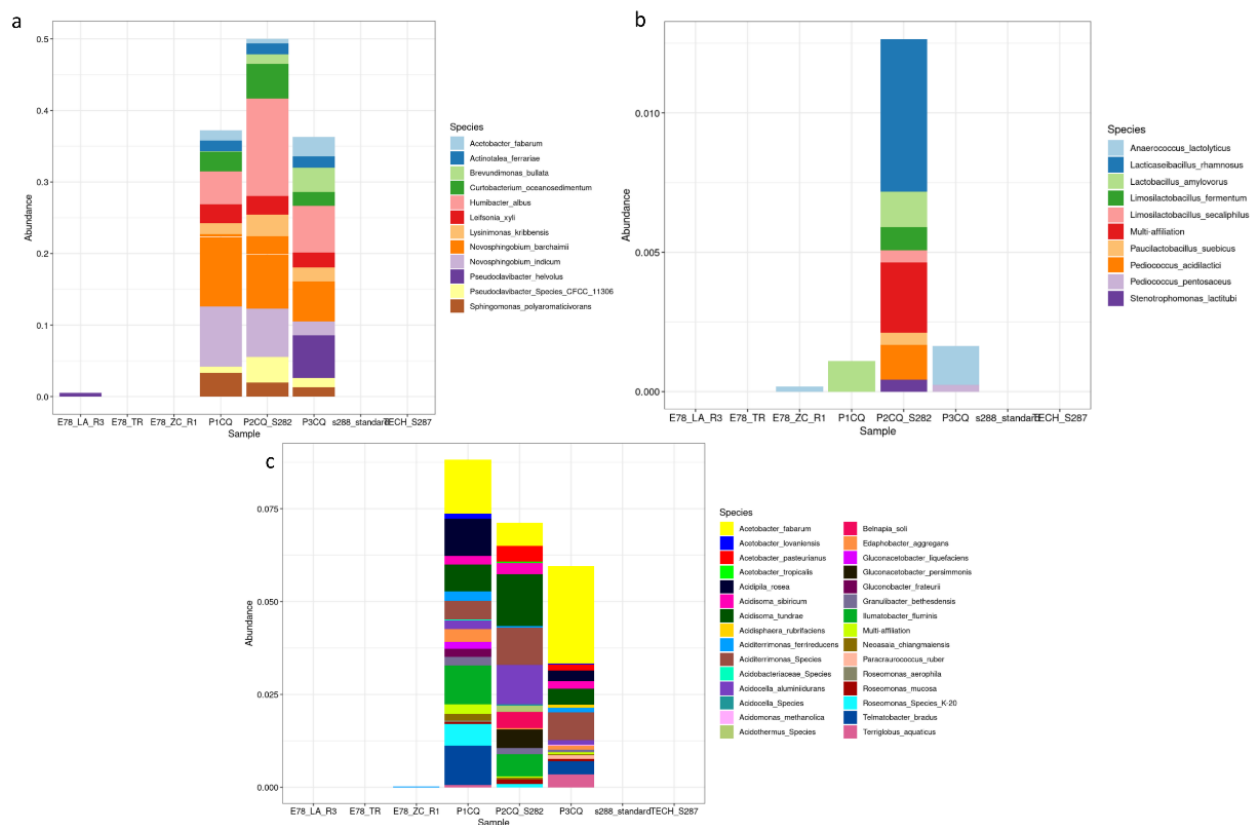 a
0.5
0.4
0.3
0.2
0.1
0.0
Abundance
E78_LA_R3 E78_TR E78_ZC_R1 P1CQ P2CQ_S282 P3CQ s288_standard TECH_S287
Sample
Species
Acetobacter_fabarum
Actinotalea_ferrariae
Brevundimonas_bullata
Curtobacterium_oceanosedimentum
Humibacter_albus
Leifsonia_xyli
Lysinimonas_kribbensis
Novosphingobium_barchaimii
Novosphingobium_indicum
Pseudoclavibacter_helvolus
Pseudoclavibacter_Species_CFCC_11306
Sphingomonas_polyaromaticivorans
b
0.010
0.005
0.000
Abundance
E78_LA_R3 E78_TR E78_ZC_R1 P1CQ P2CQ_S282 P3CQ s288_standard TECH_S287
Sample
Species
Anaerococcus_lactolyticus
Lacticaseibacillus_rhamnosus
Lactobacillus_amylovorus
Limosilactobacillus_fermentum
Limosilactobacillus_secaliphilus
Multi-affiliation
Paucilactobacillus_suebicus
Pediococcus_acidilactici
Pediococcus_pentosaceus
Stenotrophomonas_lactitubi
c
0.075
0.050
0.025
0.000
Abundance
E78_LA_R3 E78_TR E78_ZC_R1 P1CQ P2CQ_S282 P3CQ s288_standard TECH_S287
Sample
Species
Acetobacter_fabarum
Acetobacter_lovaniensis
Acetobacter_pasteurianus
Acetobacter_tropicalis
Acidipila_rosea
Acidisoma_sibiricum
Acidisoma_tundrae
Acidisphaera_rubrifaciens
Aciditerrimonas_ferrireducens
Aciditerrimonas_Species
Acidobacteriaceae_Species
Acidocella_aluminiidurans
Acidocella_Species
Acidomonas_methanolica
Acidothermus_Species
Belnapia_soli
Edaphobacter_aggregans
Gluconacetobacter_liquefaciens
Gluconacetobacter_persimmonis
Gluconobacter_frateurii
Granulibacter_bethesdensis
Ilumatobacter_fluminis
Multi-affiliation
Neoasaia_chiangmaiensis
Paracraurococcus_ruber
Roseomonas_aerophila
Roseomonas_mucosa
Roseomonas_Species_K-20
Telmatobacter_bradus
Terriglobus_aquaticus